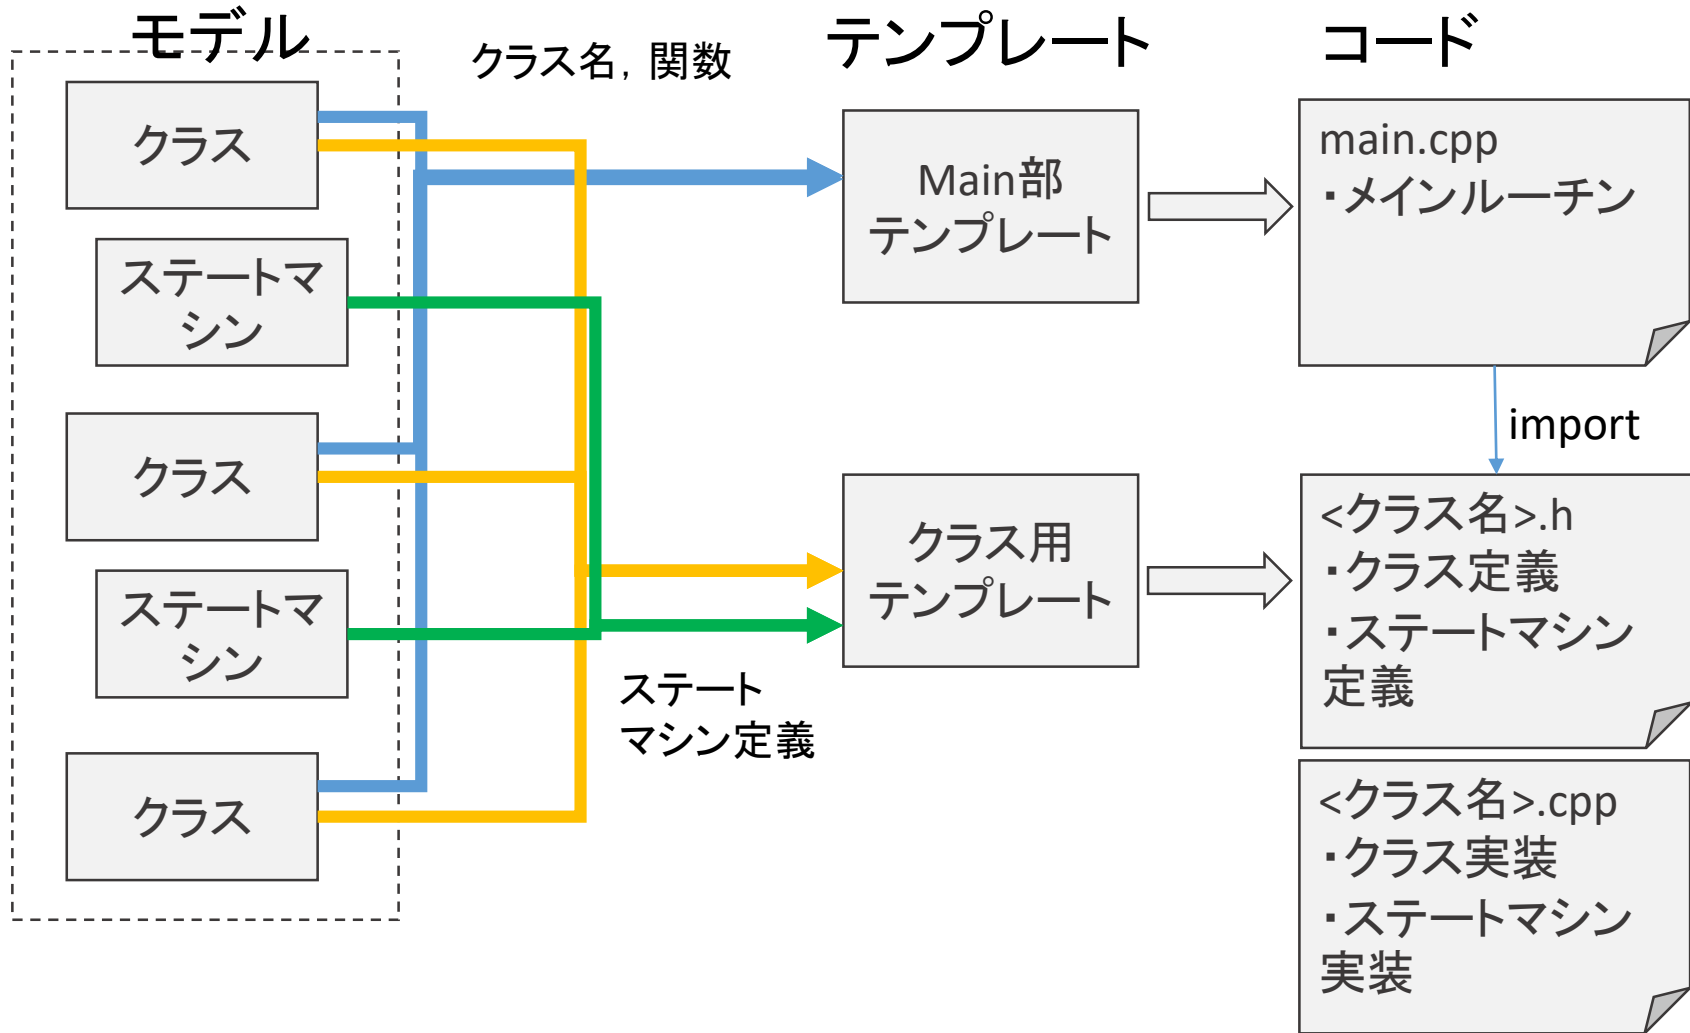 モデル
クラス名，関数
テンプレート
コード
クラス
ステートマ
シン
クラス
ステートマ
シン
クラス
Main部
テンプレート
クラス用
テンプレート
ステート
マシン定義
main.cpp
・メインルーチン
import
<クラス名>.h
・クラス定義
・ステートマシン
定義
<クラス名>.cpp
・クラス実装
・ステートマシン
実装